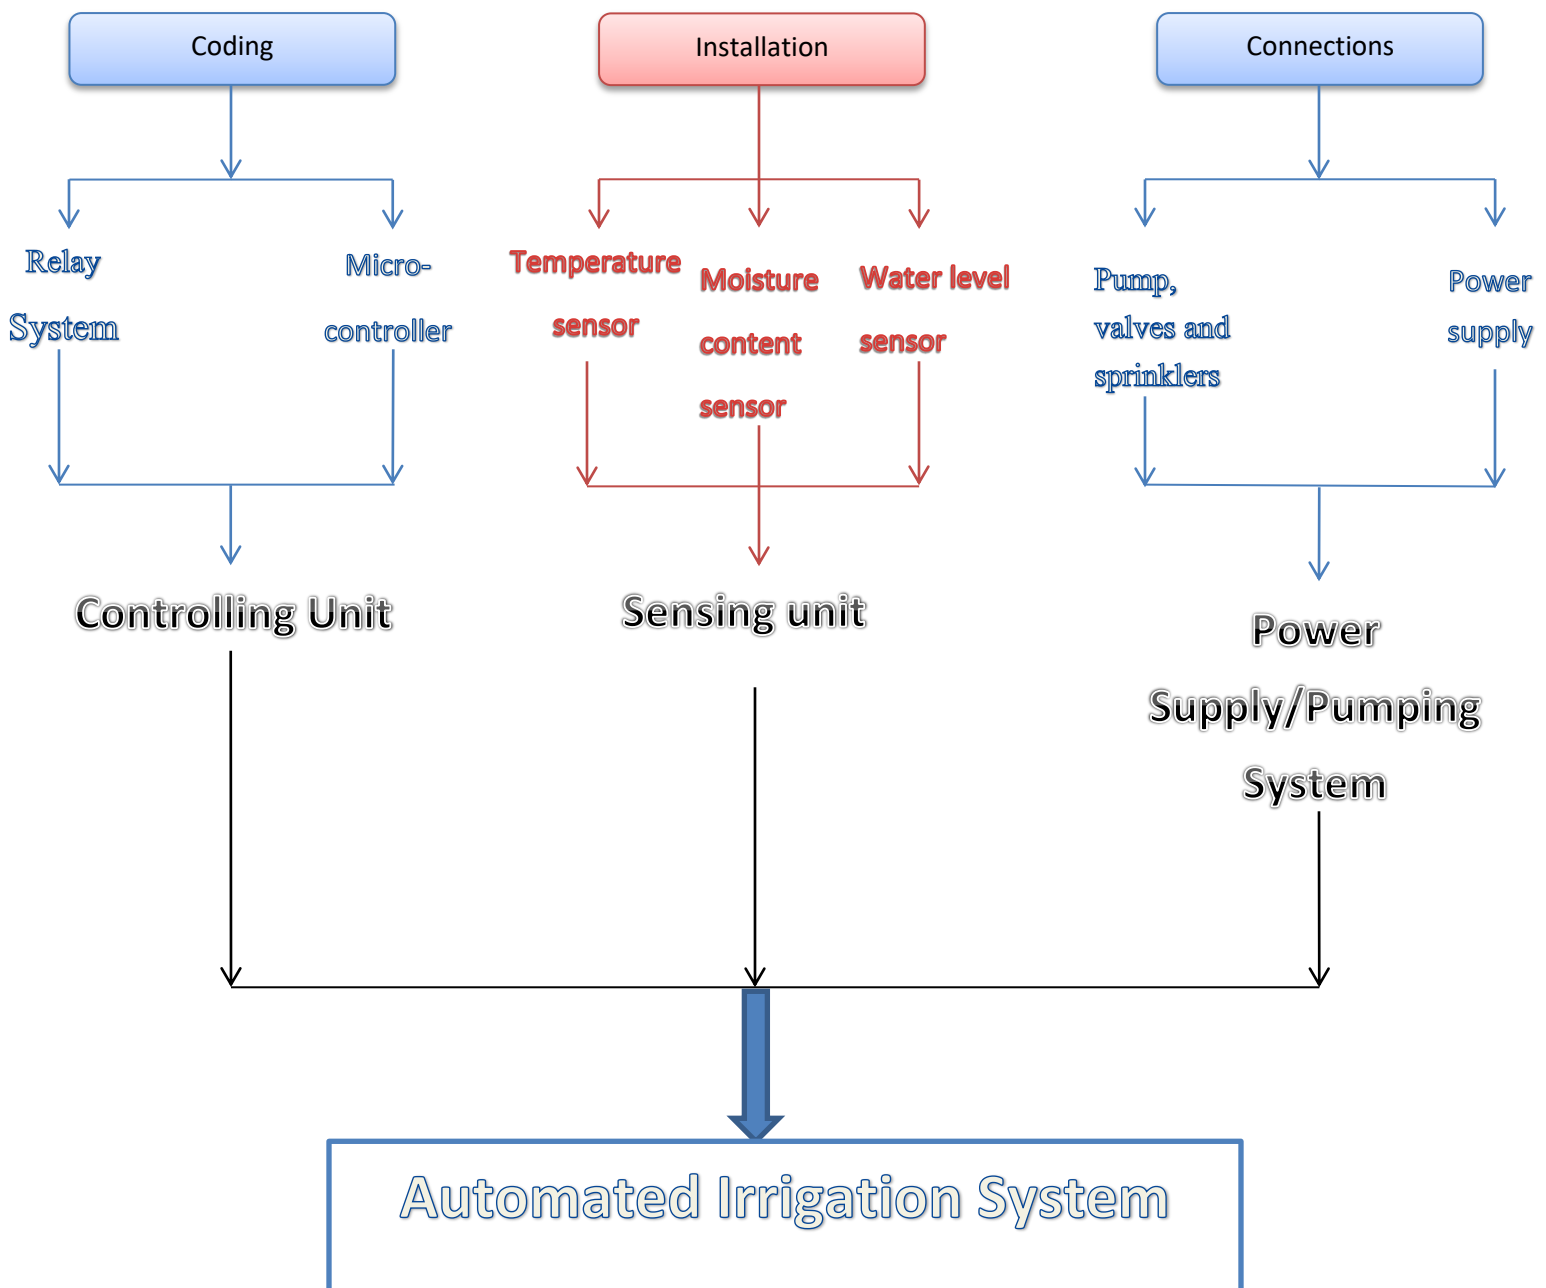 Coding
Installation
Connections
Relay
System
Micro-
controller
Temperature
sensor
Moisture
content
sensor
Water level
sensor
Pump,
valves and
sprinklers
Power
supply
Controlling Unit
Sensing unit
Power
Supply/Pumping
System
Automated Irrigation System